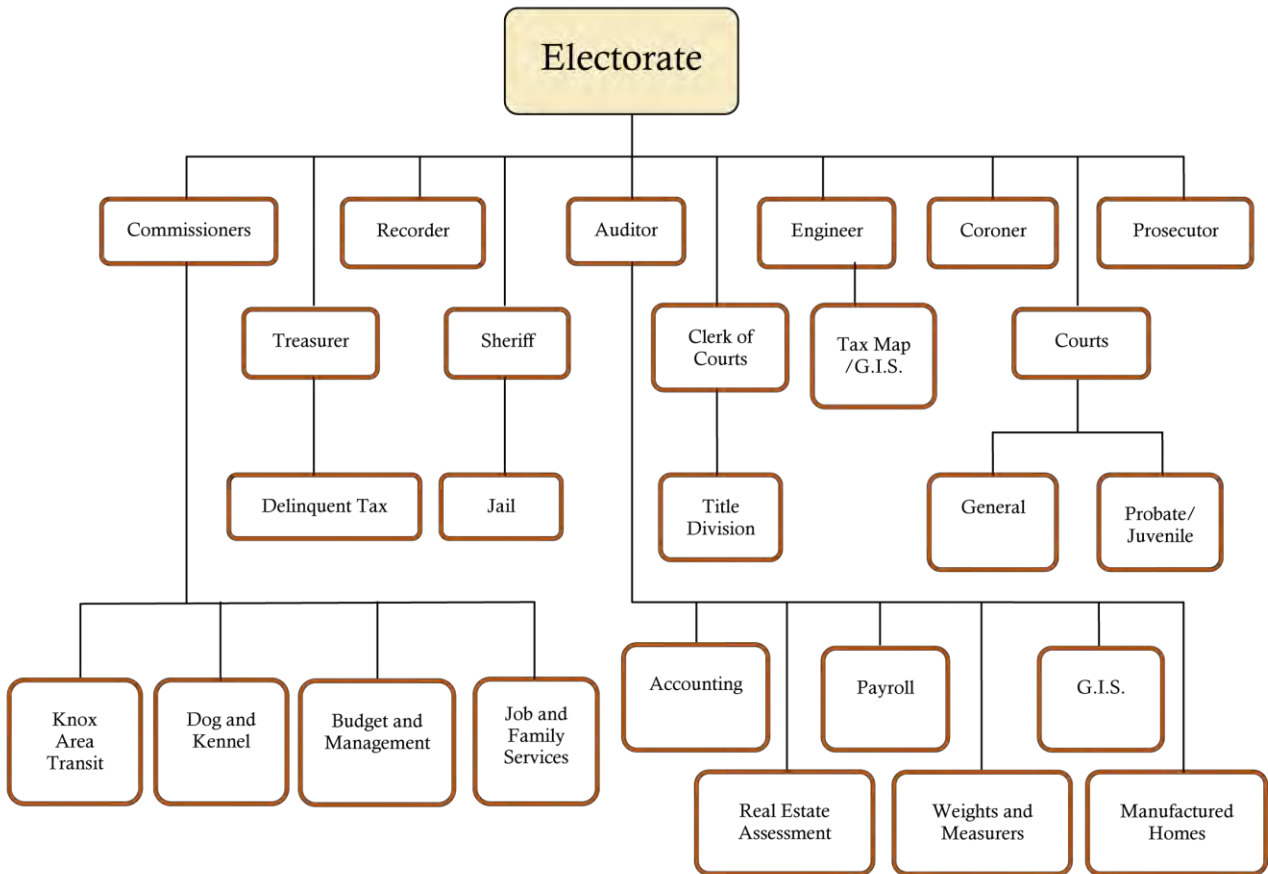 Electorate
Commissioners
Recorder
Auditor
Engineer
Coroner
Prosecutor
Treasurer
Sheriff
Clerk of
Courts
Tax Map
/G.I.S.
Courts
Delinquent Tax
Jail
Title
Division
General
Probate/
Juvenile
Knox
Area
Transit
Dog and
Kennel
Budget and
Management
Job and
Family
Services
Accounting
Payroll
G.I.S.
Real Estate
Assessment
Weights and
Measurers
Manufactured
Homes